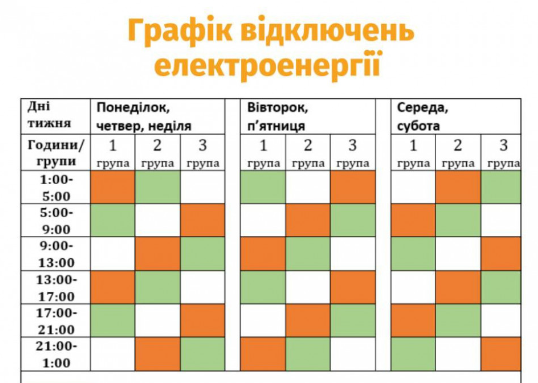 Графік відключень
електроенергії
Дні
тижня
Понеділок,
четвер, неділя
Вівторок,
п’ятниця
Середа,
субота
Години/
групи
1
група
2
група
3
група
1
група
2
група
3
група
1
група
2
група
3
група
1:00-
5:00
5:00-
9:00
9:00-
13:00
13:00-
17:00
17:00-
21:00
21:00-
1:00